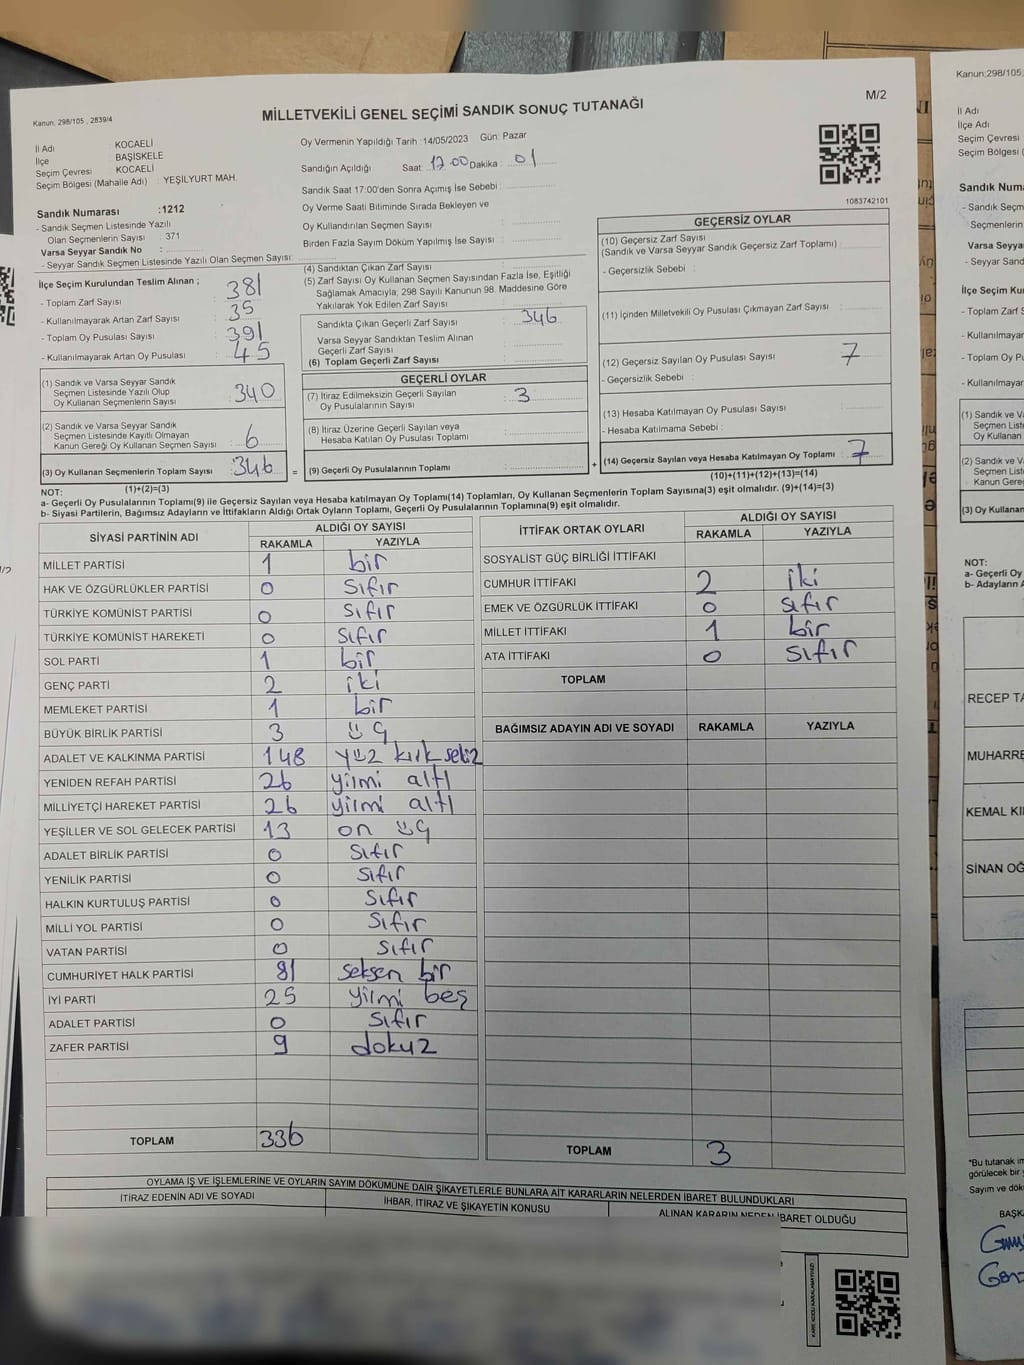 MİLLETVEKİLİ GENEL SEÇİMİ SANDIK SONUÇ TUTANAĞI
M/2
Kanun, 298/105 , 2839/4
İl Adı KOCAELİ
İlçe BAŞİSKELE
Seçim Çevresi KOCAELİ
Seçim Bölgesi (Mahalle Adı) : YEŞİLYURT MAH.
Sandık Numarası :1212
- Sandık Seçmen Listesinde Yazılı
Olan Seçmenlerin Sayısı : 371
Varsa Seyyar Sandık No :
- Seyyar Sandık Seçmen Listesinde Yazılı Olan Seçmen Sayısı:
Oy Vermenin Yapıldığı Tarih :14/05/2023 Gün: Pazar
Sandığın Açıldığı Saat: 17.00 Dakika : 01
Sandık Saat 17:00'den Sonra Açımış İse Sebebi :
Oy Verme Saati Bitiminde Sırada Bekleyen ve
Oy Kullandırılan Seçmen Sayısı
Birden Fazla Sayım Döküm Yapılmış İse Sayısı :
1083742101
İlçe Seçim Kurulundan Teslim Alınan ;
- Toplam Zarf Sayısı : 381
- Kullanılmayarak Artan Zarf Sayısı : 35
- Toplam Oy Pusulası Sayısı : 391
- Kullanılmayarak Artan Oy Pusulası : 45
(1) Sandık ve Varsa Seyyar Sandık
Seçmen Listesinde Yazılı Olup
Oy Kullanan Seçmenlerin Sayısı : 340
(2) Sandık ve Varsa Seyyar Sandık
Seçmen Listesinde Kayıtlı Olmayan
Kanun Gereği Oy Kullanan Seçmen Sayısı : 6
(3) Oy Kullanan Seçmenlerin Toplam Sayısı : 346
(1)+(2)=(3)
(4) Sandıktan Çıkan Zarf Sayısı :
(5) Zarf Sayısı Oy Kullanan Seçmen Sayısından Fazla İse, Eşitliği
Sağlamak Amacıyla, 298 Sayılı Kanunun 98. Maddesine Göre
Yakılarak Yok Edilen Zarf Sayısı :
Sandıkta Çıkan Geçerli Zarf Sayısı : 346
Varsa Seyyar Sandıktan Teslim Alınan
Geçerli Zarf Sayısı :
(6) Toplam Geçerli Zarf Sayısı :
GEÇERLİ OYLAR
(7) İtiraz Edilmeksizin Geçerli Sayılan
Oy Pusulalarının Sayısı : 3
(8) İtiraz Üzerine Geçerli Sayılan veya
Hesaba Katılan Oy Pusulası Toplamı :
= (9) Geçerli Oy Pusulalarının Toplamı : +
GEÇERSİZ OYLAR
(10) Geçersiz Zarf Sayısı
(Sandık ve Varsa Seyyar Sandık Geçersiz Zarf Toplamı) :
- Geçersizlik Sebebi :
(11) İçinden Milletvekili Oy Pusulası Çıkmayan Zarf Sayısı :
(12) Geçersiz Sayılan Oy Pusulası Sayısı : 7
- Geçersizlik Sebebi :
(13) Hesaba Katılmayan Oy Pusulası Sayısı :
- Hesaba Katılmama Sebebi :
(14) Geçersiz Sayılan veya Hesaba Katılmayan Oy Toplamı : 7
(10)+(11)+(12)+(13)=(14)
NOT:
a- Geçerli Oy Pusulalarının Toplamı(9) ile Geçersiz Sayılan veya Hesaba katılmayan Oy Toplamı(14) Toplamları, Oy Kullanan Seçmenlerin Toplam Sayısına(3) eşit olmalıdır. (9)+(14)=(3)
b- Siyasi Partilerin, Bağımsız Adayların ve İttifakların Aldığı Ortak Oyların Toplamı, Geçerli Oy Pusulalarının Toplamına(9) eşit olmalıdır.
SİYASİ PARTİNİN ADI ALDIĞI OY SAYISI
RAKAMLA YAZIYLA
MİLLET PARTİSİ 1 bir
HAK VE ÖZGÜRLÜKLER PARTİSİ 0 sıfır
TÜRKİYE KOMÜNİST PARTİSİ 0 sıfır
TÜRKİYE KOMÜNİST HAREKETİ 0 sıfır
SOL PARTİ 1 bir
GENÇ PARTİ 2 iki
MEMLEKET PARTİSİ 1 bir
BÜYÜK BİRLİK PARTİSİ 3 üç
ADALET VE KALKINMA PARTİSİ 148 yüz kırk sekiz
YENİDEN REFAH PARTİSİ 26 yilmi altı
MİLLİYETÇİ HAREKET PARTİSİ 26 yilmi altı
YEŞİLLER VE SOL GELECEK PARTİSİ 13 on üç
ADALET BİRLİK PARTİSİ 0 sıfır
YENİLİK PARTİSİ 0 sıfır
HALKIN KURTULUŞ PARTİSİ 0 sıfır
MİLLİ YOL PARTİSİ 0 sıfır
VATAN PARTİSİ 0 sıfır
CUMHURİYET HALK PARTİSİ 81 seksen bir
İYİ PARTİ 25 yilmi beş
ADALET PARTİSİ 0 sıfır
ZAFER PARTİSİ 9 dokuz
TOPLAM 336
İTTİFAK ORTAK OYLARI ALDIĞI OY SAYISI
RAKAMLA YAZIYLA
SOSYALİST GÜÇ BİRLİĞİ İTTİFAKI
CUMHUR İTTİFAKI 2 iki
EMEK VE ÖZGÜRLÜK İTTİFAKI 0 sıfır
MİLLET İTTİFAKI 1 bir
ATA İTTİFAKI 0 sıfır
TOPLAM
BAĞIMSIZ ADAYIN ADI VE SOYADI RAKAMLA YAZIYLA
TOPLAM 3
OYLAMA İŞ VE İŞLEMLERİNE VE OYLARIN SAYIM DÖKÜMÜNE DAİR ŞİKAYETLERLE BUNLARA AİT KARARLARIN NELERDEN İBARET BULUNDUKLARI
İTİRAZ EDENİN ADI VE SOYADI İHBAR, İTİRAZ VE ŞİKAYETİN KONUSU ALINAN KARARIN NEDEN İBARET OLDUĞU
Kanun;298/105,
İl Adı
İlçe Adı
Seçim Çevresi
Seçim Bölgesi (
Sandık Num
- Sandık Seçm
Seçmenlerin
Varsa Seyya
- Seyyar Sand
İlçe Seçim Ku
- Toplam Zarf S
- Kullanılmayar
- Toplam Oy Pu
- Kullanılmayar
(1) Sandık ve Va
Seçmen List
Oy Kullanan
(2) Sandık ve Va
Seçmen Liste
Kanun Gere
(3) Oy Kullanan
NOT:
a- Geçerli Oy
b- Adayların A
RECEP TA
MUHARRE
KEMAL KI
SİNAN OĞ
"Bu tutanak im
görülecek bir y
Sayım ve dök
BAŞKA